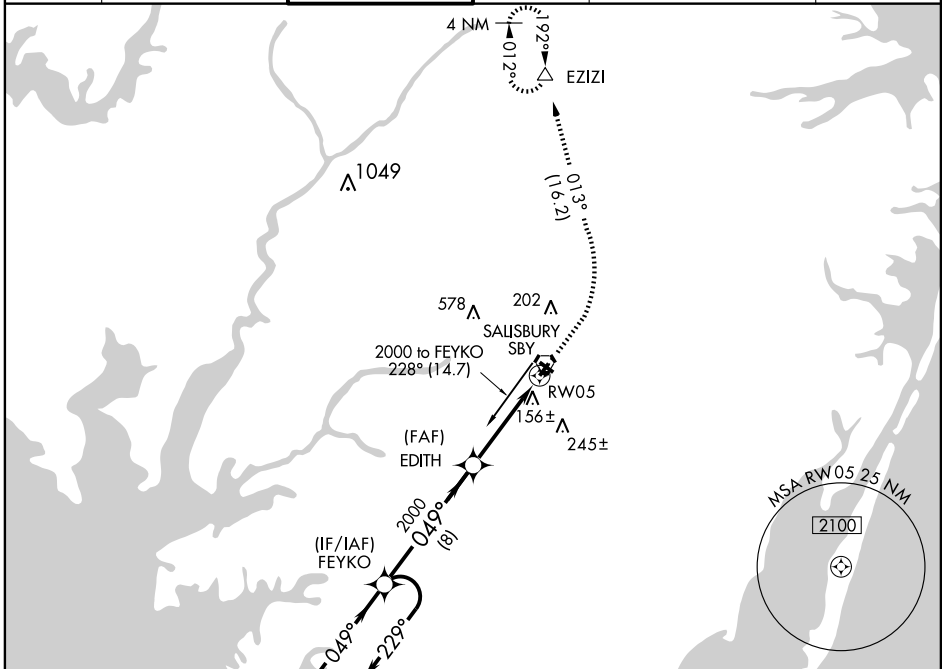 4 NM
192°
012°
EZIZI
1049
013°
(16.2)
578
202
SALISBURY
SBY
2000 to FEYKO
228° (14.7)
RW05
156±
245±
(FAF)
EDITH
2000
049°
(8)
(IF/IAF)
FEYKO
049°
229°
MSA RW05 25 NM
2100